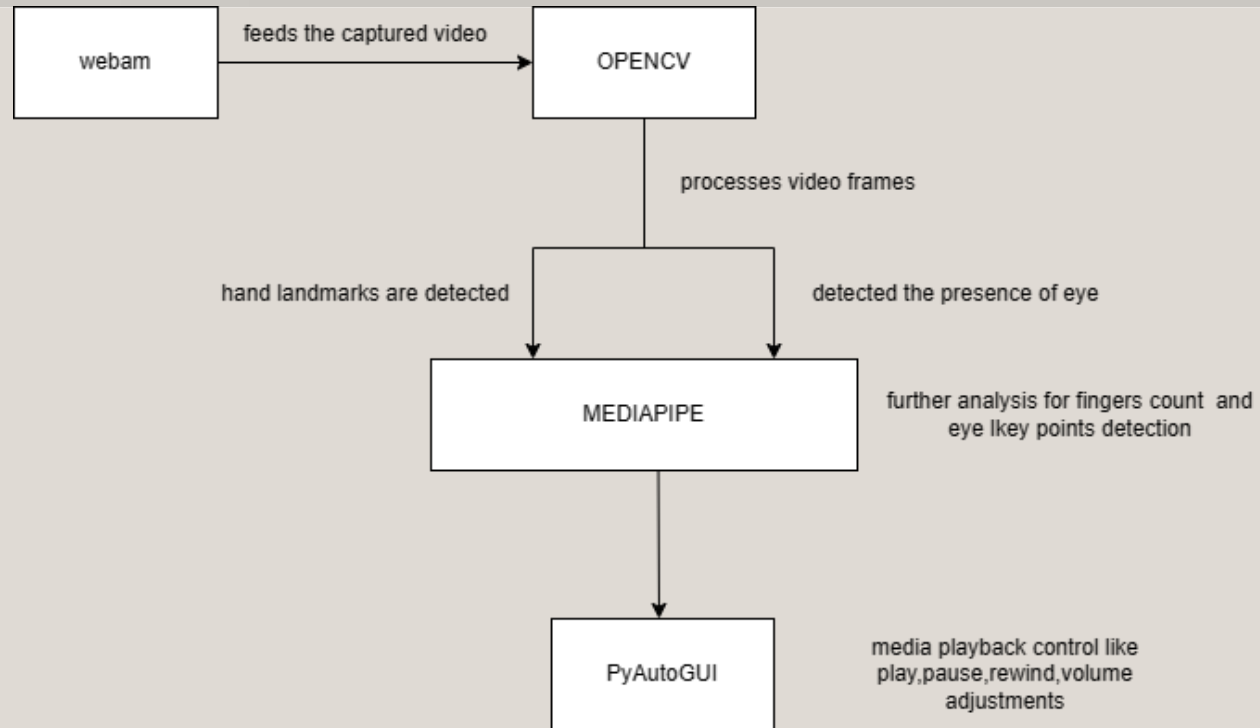 feeds the captured video
webam
OPENCV
processes video frames
hand landmarks are detected
detected the presence of eye
MEDIAPIPE
further analysis for fingers count and
eye lkey points detection
PyAutoGUI
media playback control like
play,pause,rewind,volume
adjustments